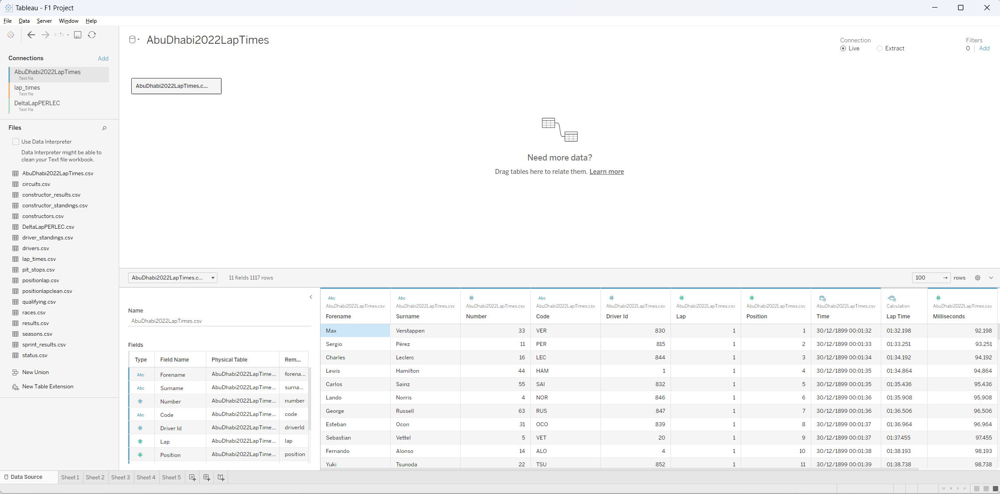 Tableau - F1 Project
File Data Server Window Help
Connections Add
AbuDhabi2022LapTimes
Text file
lap_times
Text file
DeltaLapPERLEC
Text file
Files
Use Data Interpreter
Data Interpreter might be able to
clean your Text file workbook.
AbuDhabi2022LapTimes.csv
circuits.csv
constructor_results.csv
constructor_standings.csv
constructors.csv
DeltaLapPERLEC.csv
driver_standings.csv
drivers.csv
lap_times.csv
pit_stops.csv
positionlap.csv
positionlapclean.csv
qualifying.csv
races.csv
results.csv
seasons.csv
sprint_results.csv
status.csv
New Union
New Table Extension
AbuDhabi2022LapTimes
Connection
Live Extract
Filters
0 Add
AbuDhabi2022LapTimes.c...
Need more data?
Drag tables here to relate them. Learn more
AbuDhabi2022LapTimes.c... 11 fields 1117 rows 100 rows
Name
AbuDhabi2022LapTimes.csv
Fields
Type Field Name Physical Table Rem...
Abc Forename AbuDhabi2022LapTime... forena...
Abc Surname AbuDhabi2022LapTime... surna...
# Number AbuDhabi2022LapTime... number
Abc Code AbuDhabi2022LapTime... code
# Driver Id AbuDhabi2022LapTime... driverId
# Lap AbuDhabi2022LapTime... lap
# Position AbuDhabi2022LapTime... position
Abc Abc # Abc # # # #
AbuDhabi2022LapTimes.csv AbuDhabi2022LapTimes.csv AbuDhabi2022LapTimes.csv AbuDhabi2022LapTimes.csv AbuDhabi2022LapTimes.csv AbuDhabi2022LapTimes.csv AbuDhabi2022LapTimes.csv AbuDhabi2022LapTimes.csv Calculation AbuDhabi2022LapTimes.csv
Forename Surname Number Code Driver Id Lap Position Time Lap Time Milliseconds
Max Verstappen 33 VER 830 1 1 30/12/1899 00:01:32 01:32.198 92,198
Sergio Pérez 11 PER 815 1 2 30/12/1899 00:01:33 01:33.251 93,251
Charles Leclerc 16 LEC 844 1 3 30/12/1899 00:01:34 01:34.192 94,192
Lewis Hamilton 44 HAM 1 1 4 30/12/1899 00:01:35 01:34.864 94,864
Carlos Sainz 55 SAI 832 1 5 30/12/1899 00:01:35 01:35.436 95,436
Lando Norris 4 NOR 846 1 6 30/12/1899 00:01:36 01:35.908 95,908
George Russell 63 RUS 847 1 7 30/12/1899 00:01:36 01:36.506 96,506
Esteban Ocon 31 OCO 839 1 8 30/12/1899 00:01:37 01:36.964 96,964
Sebastian Vettel 5 VET 20 1 9 30/12/1899 00:01:37 01:37.455 97,455
Fernando Alonso 14 ALO 4 1 10 30/12/1899 00:01:38 01:38.193 98,193
Yuki Tsunoda 22 TSU 852 1 11 30/12/1899 00:01:39 01:38.738 98,738
Data Source Sheet 1 Sheet 2 Sheet 3 Sheet 4 Sheet 5